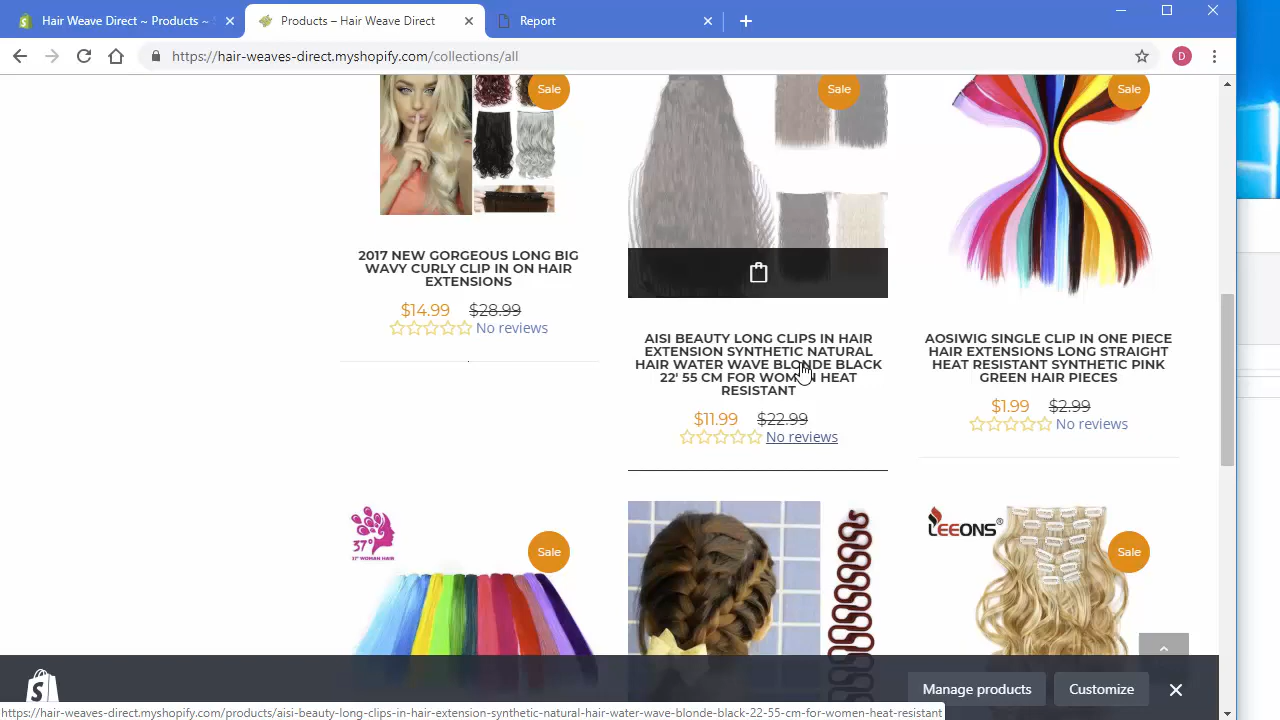 Hair Weave Direct ~ Products ~
Products – Hair Weave Direct
Report
https://hair-weaves-direct.myshopify.com/collections/all
D
Sale
Sale
Sale
2017 NEW GORGEOUS LONG BIG
WAVY CURLY CLIP IN ON HAIR
EXTENSIONS
$14.99 $28.99
No reviews
AISI BEAUTY LONG CLIPS IN HAIR
EXTENSION SYNTHETIC NATURAL
HAIR WATER WAVE BLONDE BLACK
22' 55 CM FOR WOMEN HEAT
RESISTANT
$11.99 $22.99
No reviews
AOSIWIG SINGLE CLIP IN ONE PIECE
HAIR EXTENSIONS LONG STRAIGHT
HEAT RESISTANT SYNTHETIC PINK
GREEN HAIR PIECES
$1.99 $2.99
No reviews
37°
37° WOMAN HAIR
Sale
LEEONS®
Sale
Manage products
Customize
https://hair-weaves-direct.myshopify.com/products/aisi-beauty-long-clips-in-hair-extension-synthetic-natural-hair-water-wave-blonde-black-22-55-cm-for-women-heat-resistant